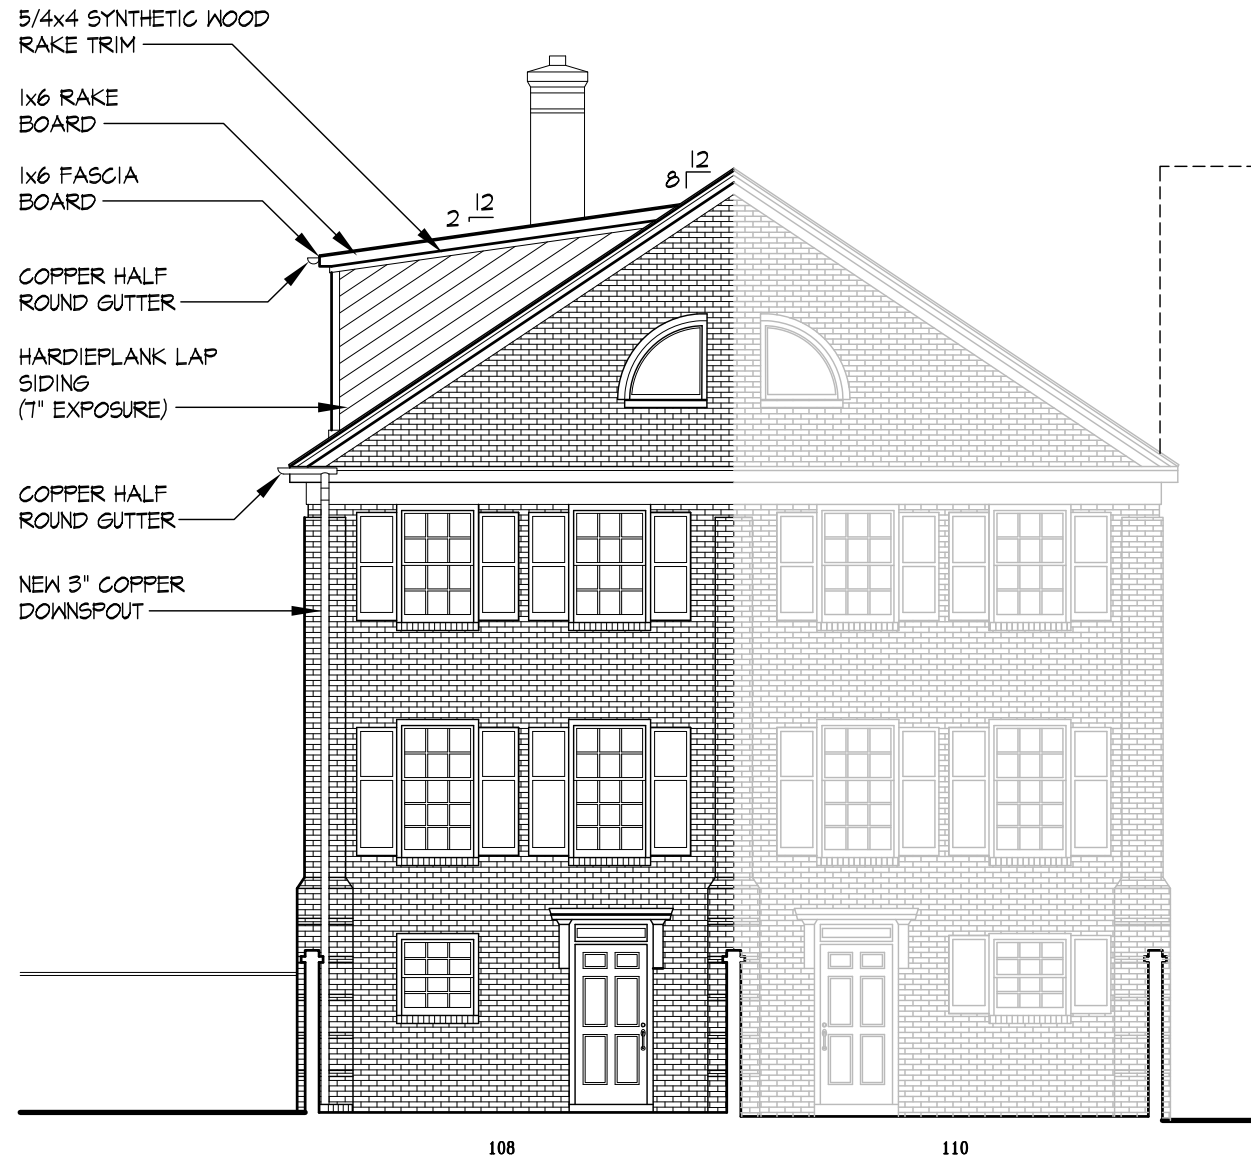 5/4x4 SYNTHETIC WOOD
RAKE TRIM
1x6 RAKE
BOARD
1x6 FASCIA
BOARD
COPPER HALF
ROUND GUTTER
HARDIEPLANK LAP
SIDING
(7" EXPOSURE)
COPPER HALF
ROUND GUTTER
NEW 3" COPPER
DOWNSPOUT
12
2
12
8
108
110